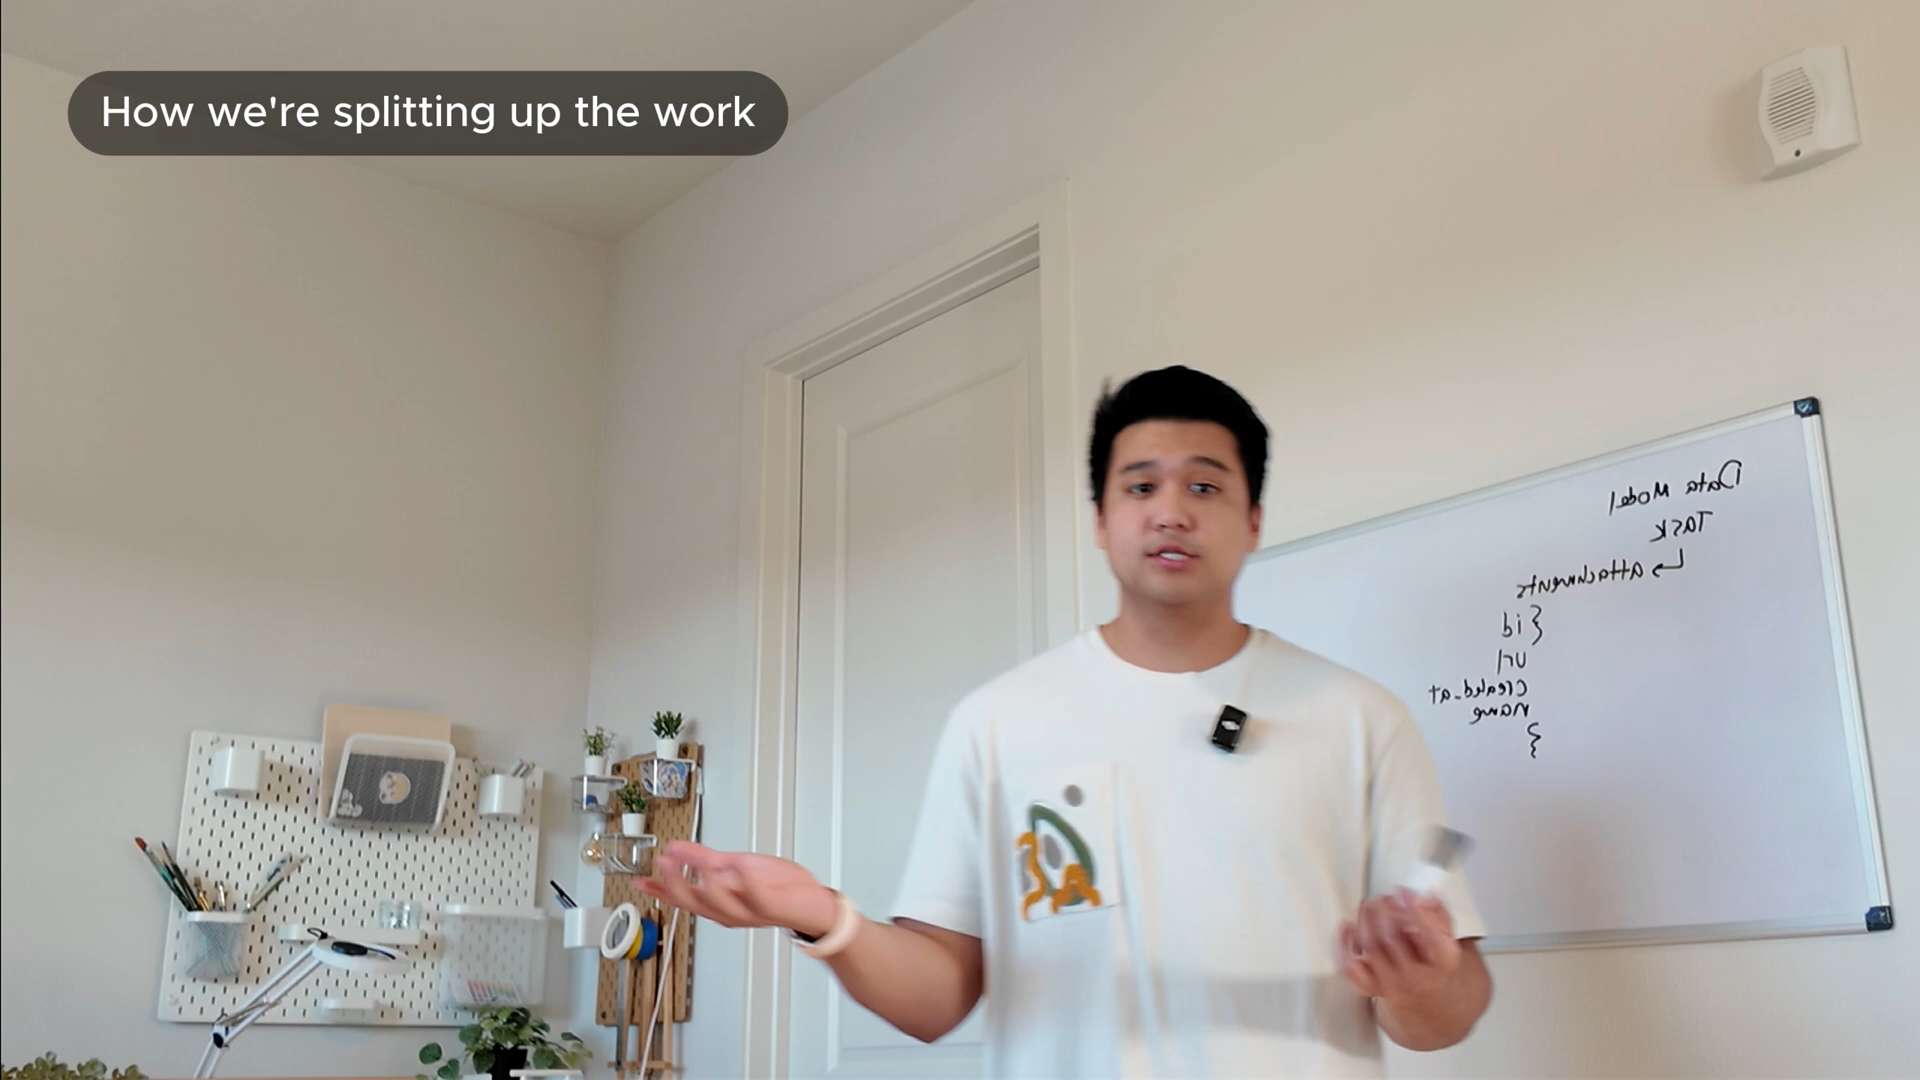 How we're splitting up the work
Data Model
Task
↳ attachments
{ id
url
created_at
name
}